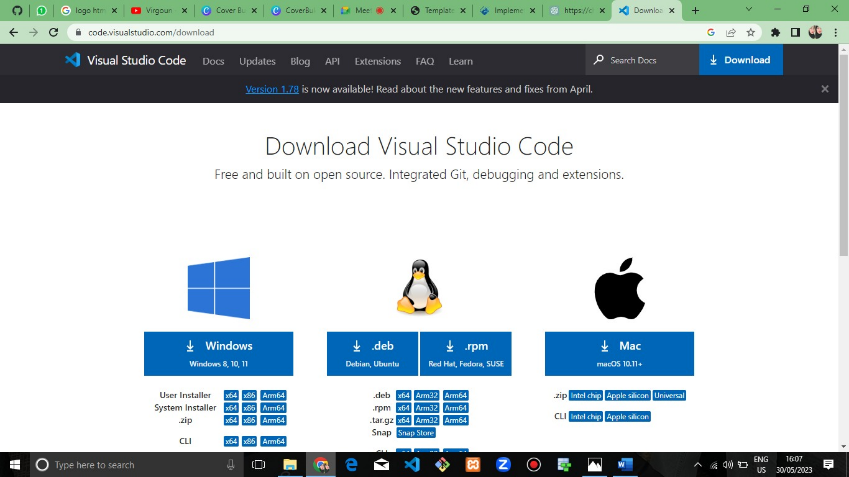 logo htm
Virgoun
Cover Bu
CoverBu
Meet
Template
Impleme
https://d
Downloa
code.visualstudio.com/download
Visual Studio Code
Docs
Updates
Blog
API
Extensions
FAQ
Learn
Search Docs
Download
Version 1.78 is now available! Read about the new features and fixes from April.
Download Visual Studio Code
Free and built on open source. Integrated Git, debugging and extensions.
Windows
Windows 8, 10, 11
.deb
Debian, Ubuntu
.rpm
Red Hat, Fedora, SUSE
Mac
macOS 10.11+
User Installer x64 x86 Arm64
System Installer x64 x86 Arm64
.zip x64 x86 Arm64
CLI x64 x86 Arm64
.deb x64 Arm32 Arm64
.rpm x64 Arm32 Arm64
.tar.gz x64 Arm32 Arm64
Snap Snap Store
.zip Intel chip Apple silicon Universal
CLI Intel chip Apple silicon
Type here to search
ENG
US
16:07
30/05/2023